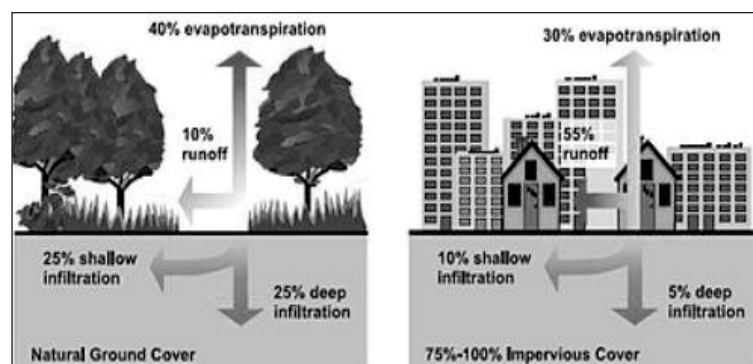 40% evapotranspiration
10%
runoff
25% shallow
infiltration
25% deep
infiltration
Natural Ground Cover
30% evapotranspiration
55%
runoff
10% shallow
infiltration
5% deep
infiltration
75%-100% Impervious Cover